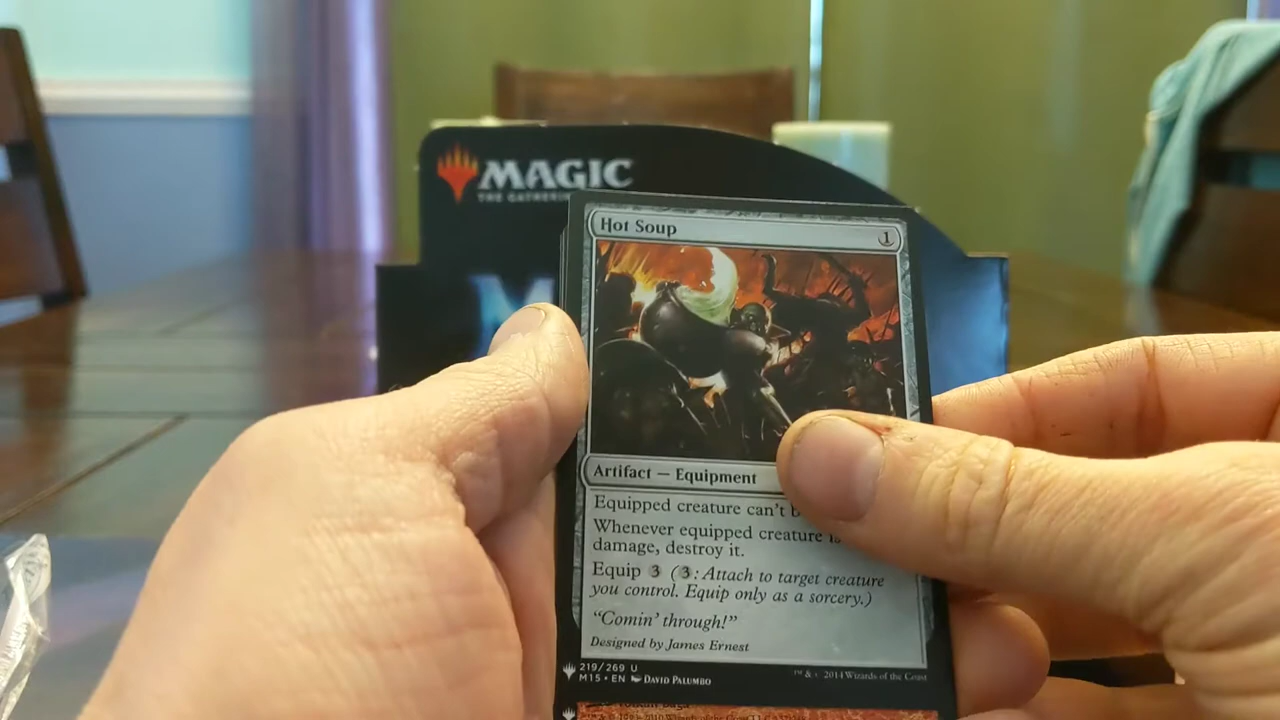 MAGIC
THE GATHERIN
M
Hot Soup
1
Artifact — Equipment
Equipped creature can't b
Whenever equipped creature is
damage, destroy it.
Equip 3 (3: Attach to target creature
you control. Equip only as a sorcery.)
"Comin' through!"
Designed by James Ernest
219/269 U
M15 • EN DAVID PALUMBO
™ & © 2014 Wizards of the Coast